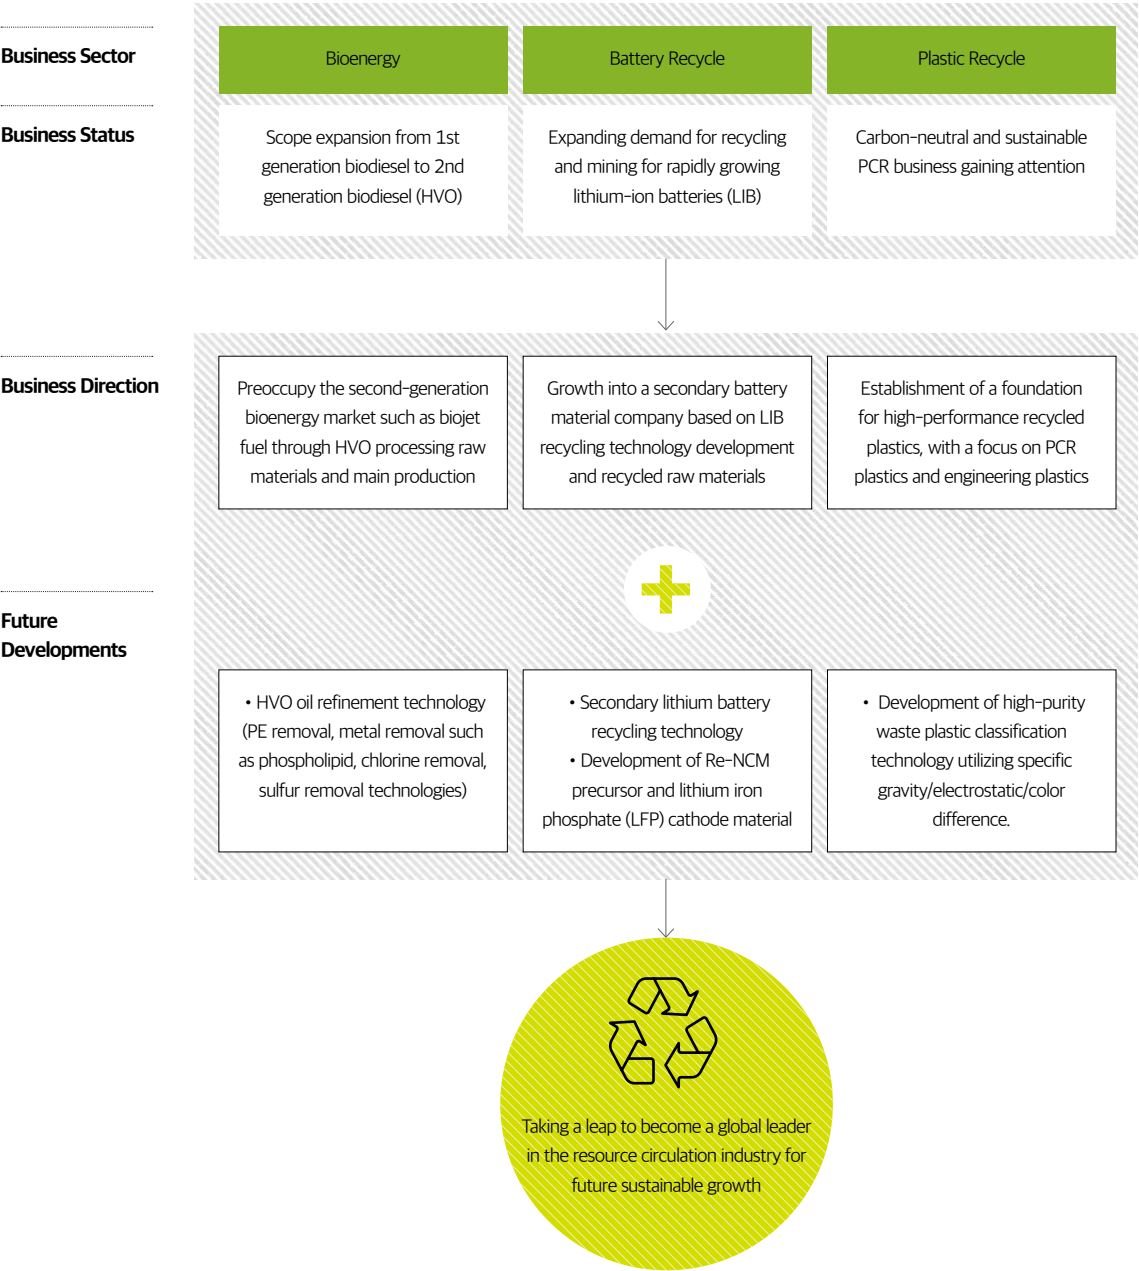 Business Sector
Bioenergy
Battery Recycle
Plastic Recycle
Business Status
Scope expansion from 1st
generation biodiesel to 2nd
generation biodiesel (HVO)
Expanding demand for recycling
and mining for rapidly growing
lithium-ion batteries (LIB)
Carbon-neutral and sustainable
PCR business gaining attention
Business Direction
Preoccupy the second-generation
bioenergy market such as biojet
fuel through HVO processing raw
materials and main production
Growth into a secondary battery
material company based on LIB
recycling technology development
and recycled raw materials
Establishment of a foundation
for high-performance recycled
plastics, with a focus on PCR
plastics and engineering plastics
Future
Developments
• HVO oil refinement technology
(PE removal, metal removal such
as phospholipid, chlorine removal,
sulfur removal technologies)
• Secondary lithium battery
recycling technology
• Development of Re-NCM
precursor and lithium iron
phosphate (LFP) cathode material
• Development of high-purity
waste plastic classification
technology utilizing specific
gravity/electrostatic/color
difference.
Taking a leap to become a global leader
in the resource circulation industry for
future sustainable growth